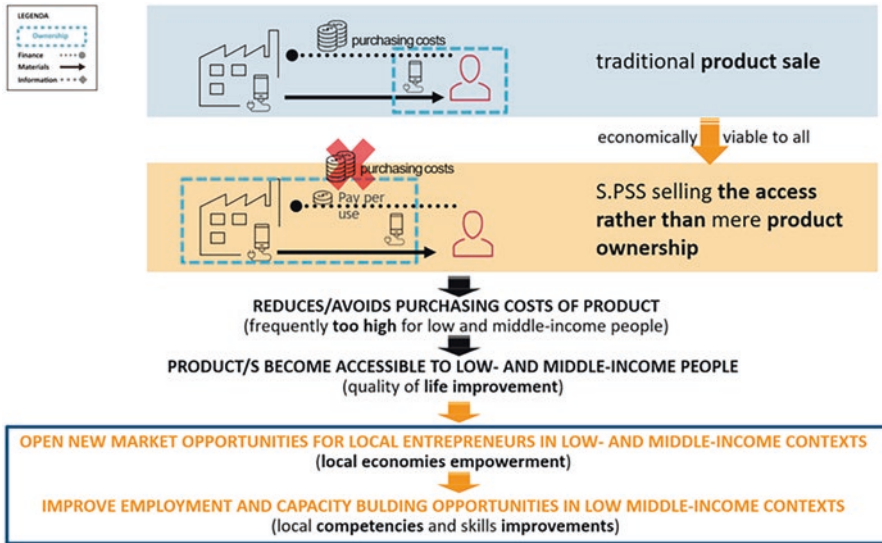 LEGENDA
Ownership
Finance
Materials
Information
purchasing costs
traditional product sale
economically viable to all
purchasing costs
Pay per
use
S.PSS selling the access
rather than mere product
ownership
REDUCES/AVOIDS PURCHASING COSTS OF PRODUCT
(frequently too high for low and middle-income people)
PRODUCT/S BECOME ACCESSIBLE TO LOW- AND MIDDLE-INCOME PEOPLE
(quality of life improvement)
OPEN NEW MARKET OPPORTUNITIES FOR LOCAL ENTREPRENEURS IN LOW- AND MIDDLE-INCOME CONTEXTS
(local economies empowerment)
IMPROVE EMPLOYMENT AND CAPACITY BULDING OPPORTUNITIES IN LOW MIDDLE-INCOME CONTEXTS
(local competencies and skills improvements)